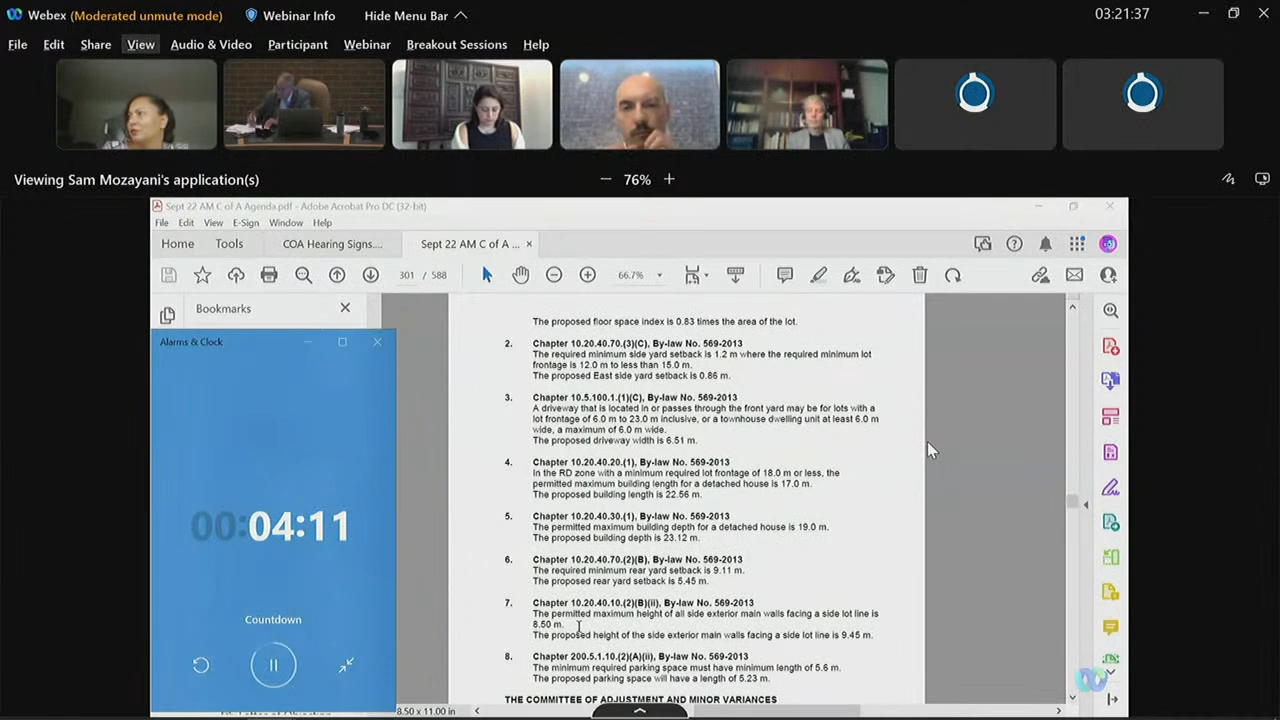 Webex (Moderated unmute mode) Webinar Info Hide Menu Bar 03:21:37
File Edit Share View Audio & Video Participant Webinar Breakout Sessions Help
Viewing Sam Mozayani's application(s) 76%
Sept 22 AM C of A Agenda.pdf - Adobe Acrobat Pro DC (32-bit)
File Edit View E-Sign Window Help
Home Tools COA Hearing Signs.... Sept 22 AM C of A ... ×
301 / 588 66.7%
Bookmarks
Alarms & Clock
00:04:11
Countdown
The proposed floor space index is 0.83 times the area of the lot.
2. Chapter 10.20.40.70.(3)(C), By-law No. 569-2013
The required minimum side yard setback is 1.2 m where the required minimum lot
frontage is 12.0 m to less than 15.0 m.
The proposed East side yard setback is 0.86 m.
3. Chapter 10.5.100.1.(1)(C), By-law No. 569-2013
A driveway that is located in or passes through the front yard may be for lots with a
lot frontage of 6.0 m to 23.0 m inclusive, or a townhouse dwelling unit at least 6.0 m
wide, a maximum of 6.0 m wide.
The proposed driveway width is 6.51 m.
4. Chapter 10.20.40.20.(1), By-law No. 569-2013
In the RD zone with a minimum required lot frontage of 18.0 m or less, the
permitted maximum building length for a detached house is 17.0 m.
The proposed building length is 22.56 m.
5. Chapter 10.20.40.30.(1), By-law No. 569-2013
The permitted maximum building depth for a detached house is 19.0 m.
The proposed building depth is 23.12 m.
6. Chapter 10.20.40.70.(2)(B), By-law No. 569-2013
The required minimum rear yard setback is 9.11 m.
The proposed rear yard setback is 5.45 m.
7. Chapter 10.20.40.10.(2)(B)(ii), By-law No. 569-2013
The permitted maximum height of all side exterior main walls facing a side lot line is
8.50 m.
The proposed height of the side exterior main walls facing a side lot line is 9.45 m.
8. Chapter 200.5.1.10.(2)(A)(ii), By-law No. 569-2013
The minimum required parking space must have minimum length of 5.6 m.
The proposed parking space will have a length of 5.23 m.
THE COMMITTEE OF ADJUSTMENT AND MINOR VARIANCES
8.50 x 11.00 in